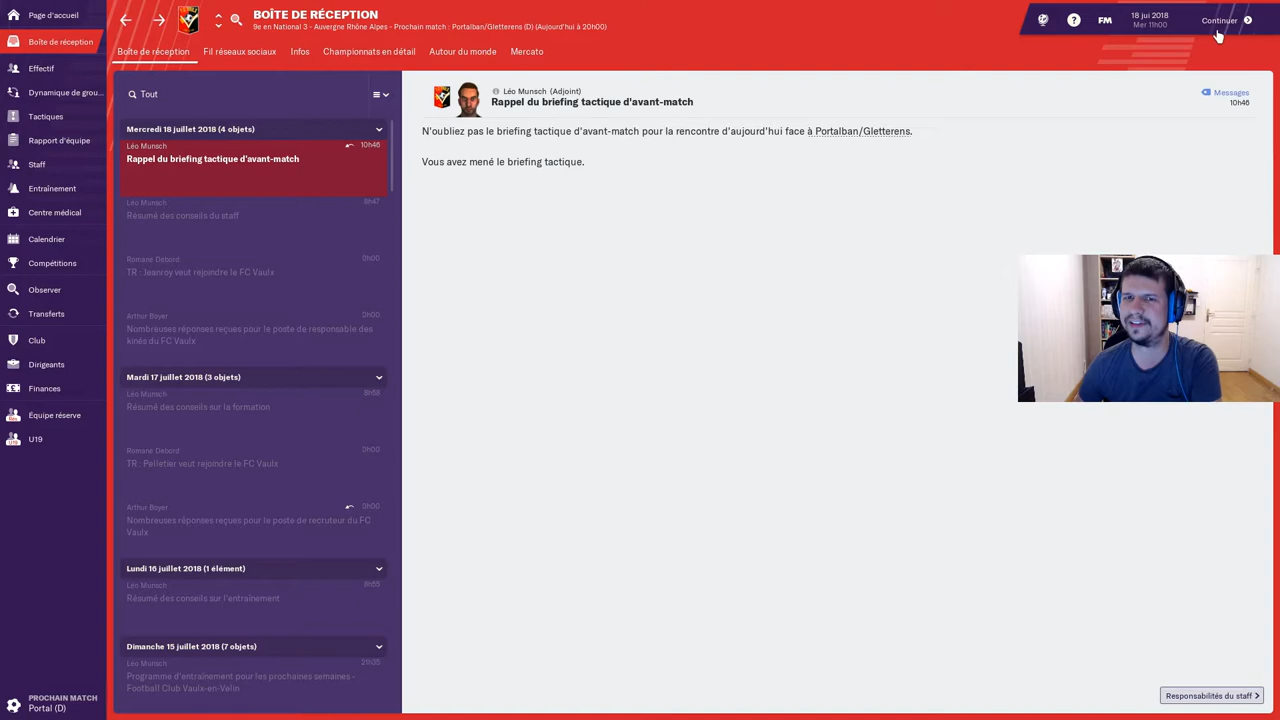 BOÎTE DE RÉCEPTION
9e en National 3 - Auvergne Rhône Alpes - Prochain match : Portalban/Gletterens (D) (Aujourd'hui à 20h00)
?
FM
18 jui 2018
Mer 11h00
Continuer
Boîte de réception
Fil réseaux sociaux
Infos
Championnats en détail
Autour du monde
Mercato
Page d'accueil
Boîte de réception
Effectif
Dynamique de grou...
Tactiques
Rapport d'équipe
Staff
Entraînement
Centre médical
Calendrier
Compétitions
Observer
Transferts
Club
Dirigeants
Finances
Équipe réserve
U19
PROCHAIN MATCH
Portal (D)
Tout
Mercredi 18 juillet 2018 (4 objets)
Léo Munsch 10h46
Rappel du briefing tactique d'avant-match
Léo Munsch 8h47
Résumé des conseils du staff
Romane Debord 0h00
TR : Jeanroy veut rejoindre le FC Vaulx
Arthur Boyer 0h00
Nombreuses réponses reçues pour le poste de responsable des
kinés du FC Vaulx
Mardi 17 juillet 2018 (3 objets)
Léo Munsch
Résumé des conseils sur la formation
Romane Debord 0h00
TR : Pelletier veut rejoindre le FC Vaulx
Arthur Boyer 0h00
Nombreuses réponses reçues pour le poste de recruteur du FC
Vaulx
Lundi 16 juillet 2018 (1 élément)
Léo Munsch
Résumé des conseils sur l'entraînement
Dimanche 15 juillet 2018 (7 objets)
Léo Munsch
Programme d'entraînement pour les prochaines semaines -
Football Club Vaulx-en-Velin
Léo Munsch (Adjoint)
Rappel du briefing tactique d'avant-match
Messages
10h46
N'oubliez pas le briefing tactique d'avant-match pour la rencontre d'aujourd'hui face à Portalban/Gletterens.
Vous avez mené le briefing tactique.
Responsabilités du staff